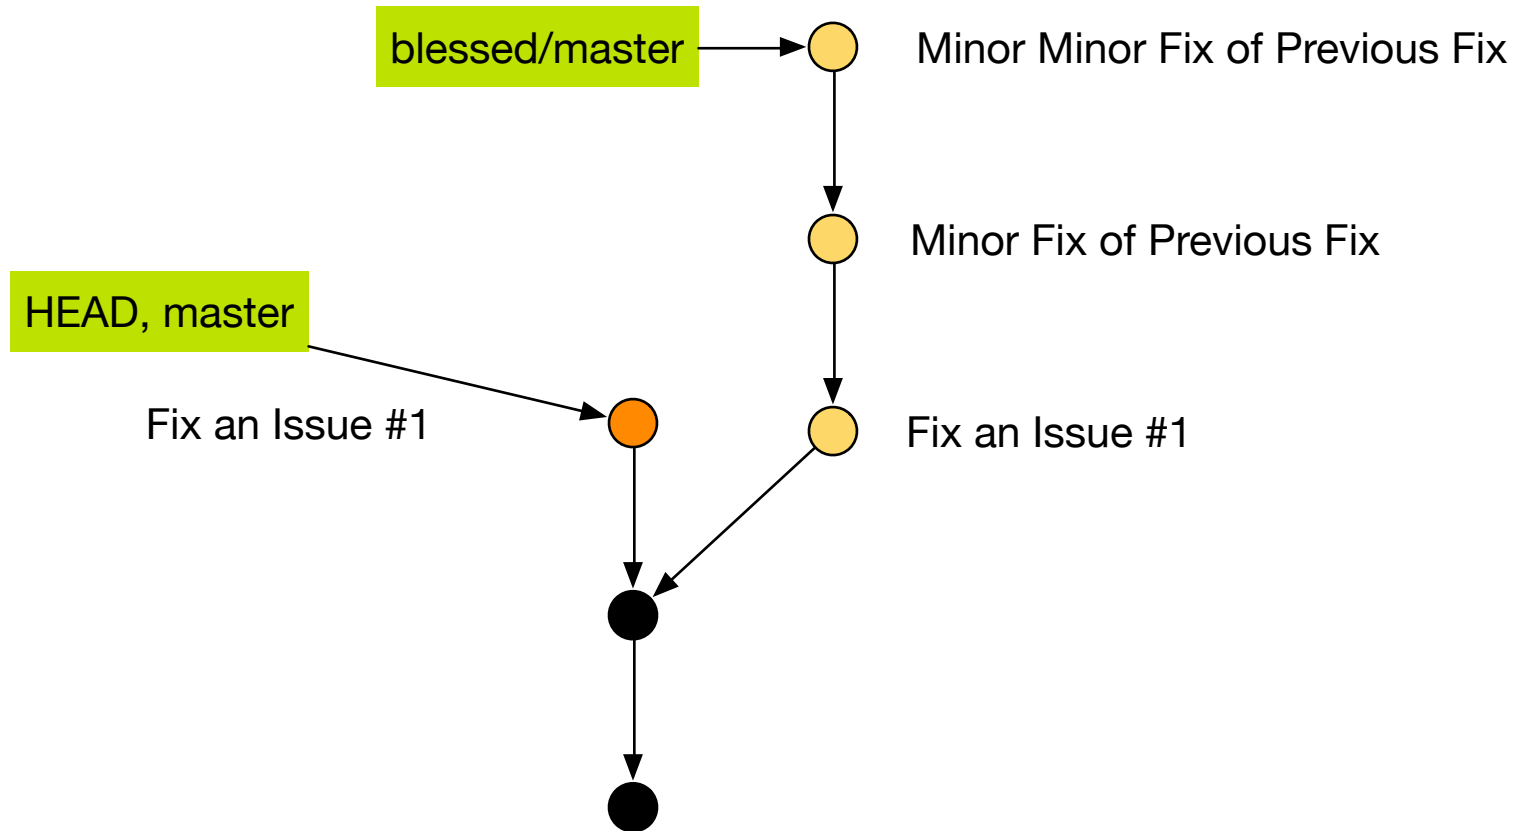 blessed/master
Minor Minor Fix of Previous Fix
Minor Fix of Previous Fix
HEAD, master
Fix an Issue #1
Fix an Issue #1